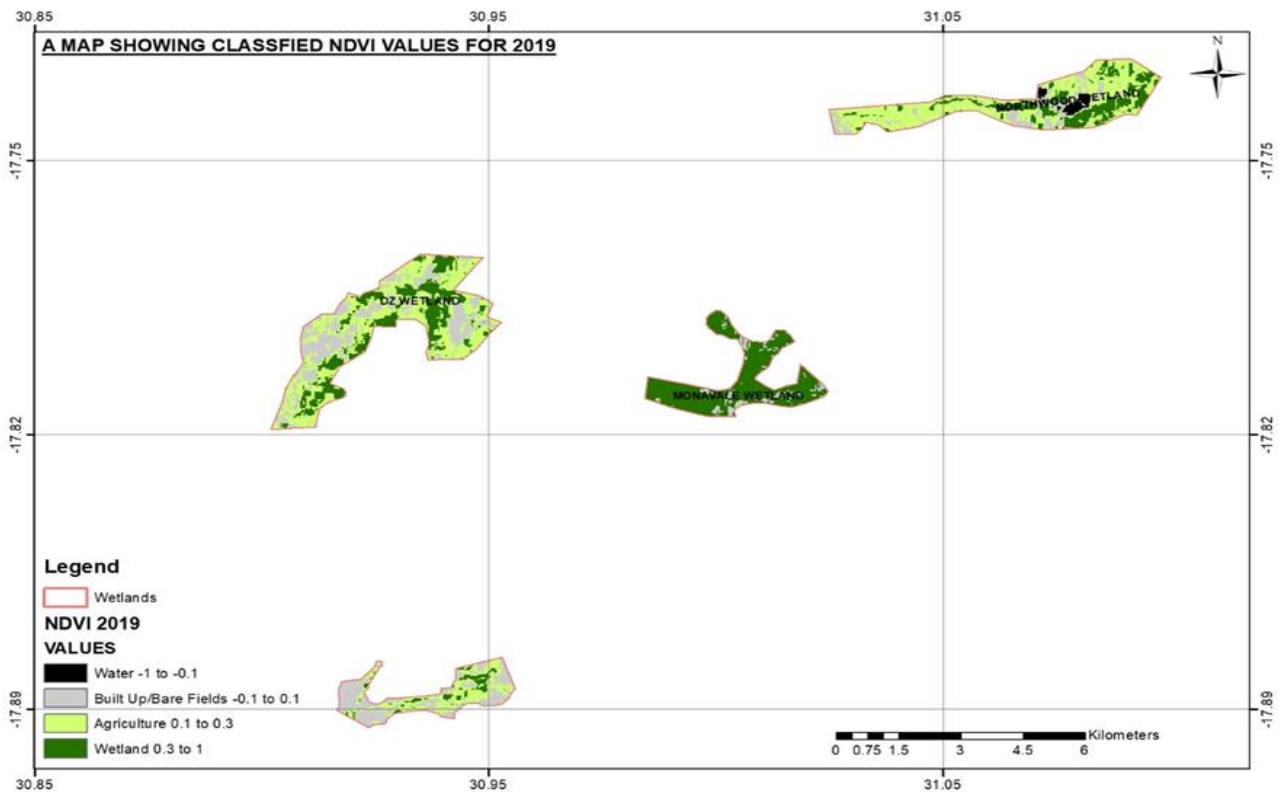 30.85 30.95 31.05
A MAP SHOWING CLASSFIED NDVI VALUES FOR 2019
N
NORTHWOOD WETLAND
-17.75 -17.75
DZ WETLAND
MONAVALE WETLAND
-17.82 -17.82
Legend
Wetlands
NDVI 2019
VALUES
Water -1 to -0.1
Built Up/Bare Fields -0.1 to 0.1
Agriculture 0.1 to 0.3
Wetland 0.3 to 1
-17.89 -17.89
Kilometers
0 0.75 1.5 3 4.5 6
30.85 30.95 31.05